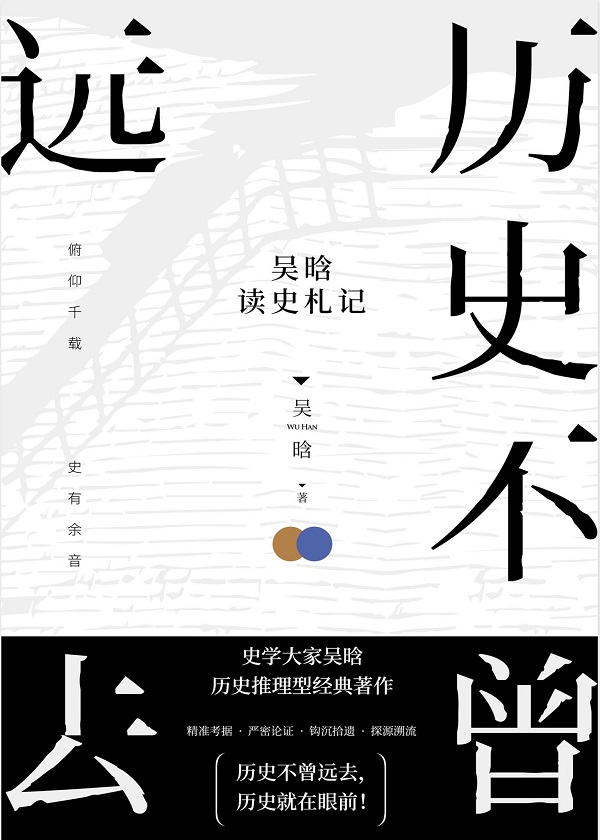 历史不曾
远去
俯仰千载
史有余音
吴晗
读史札记
吴
WU HAN
晗
著
史学大家吴晗
历史推理型经典著作
精准考据 · 严密论证 · 钩沉拾遗 · 探源溯流
历史不曾远去，
历史就在眼前！